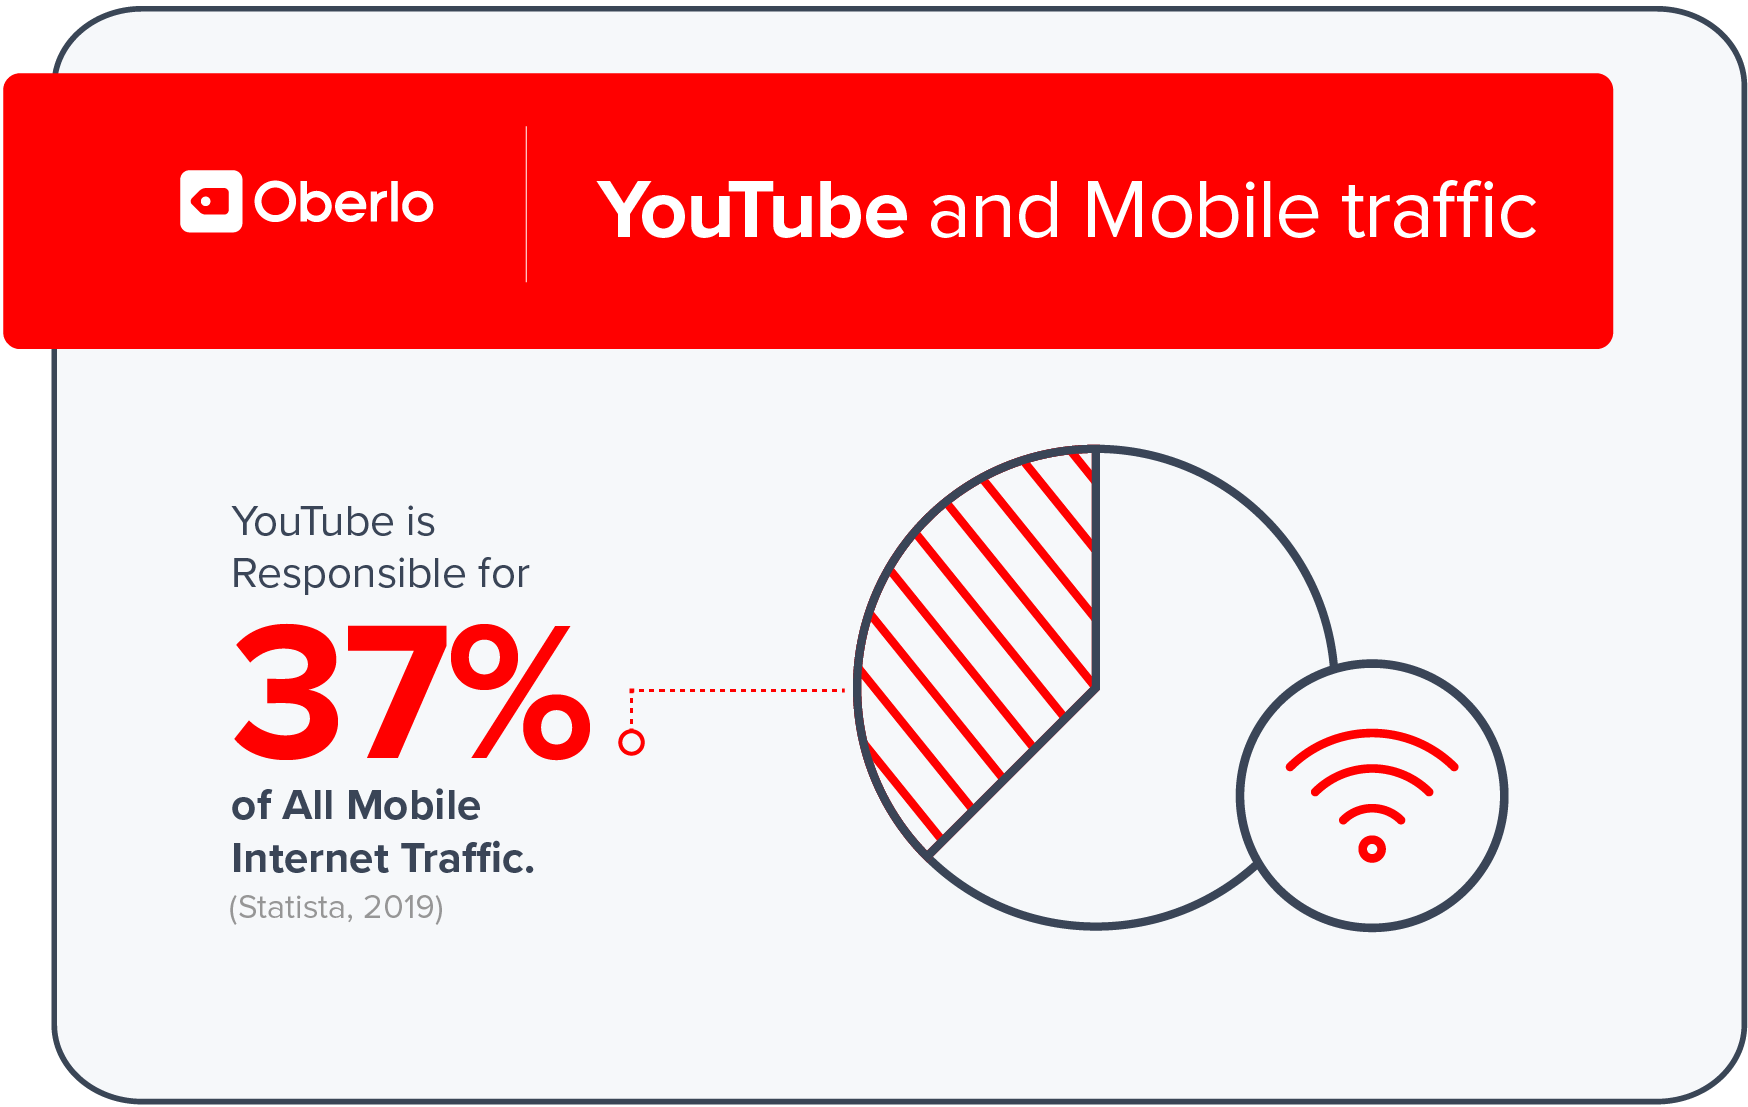 Oberlo
YouTube and Mobile traffic
YouTube is
Responsible for
37%
of All Mobile
Internet Traffic.
(Statista, 2019)